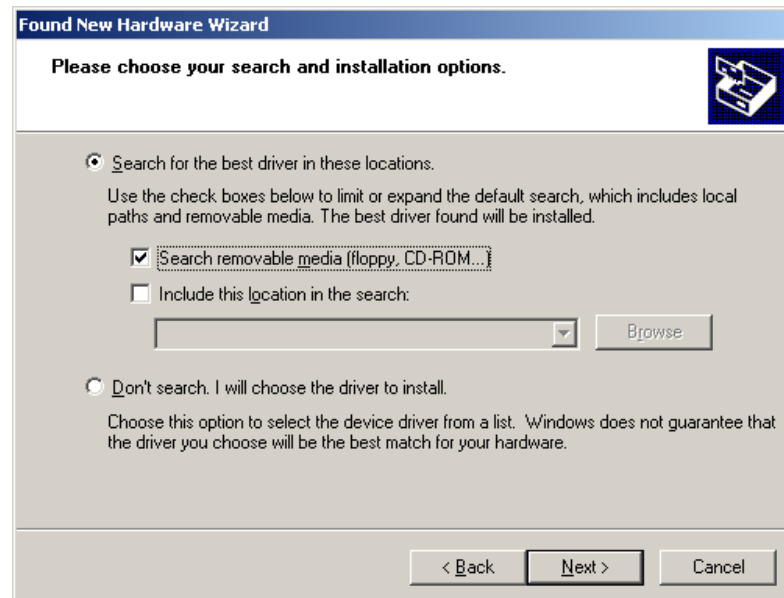 Found New Hardware Wizard
Please choose your search and installation options.
Search for the best driver in these locations.
Use the check boxes below to limit or expand the default search, which includes local
paths and removable media. The best driver found will be installed.
Search removable media (floppy, CD-ROM...)
Include this location in the search:
Browse
Don't search. I will choose the driver to install.
Choose this option to select the device driver from a list. Windows does not guarantee that
the driver you choose will be the best match for your hardware.
< Back Next > Cancel